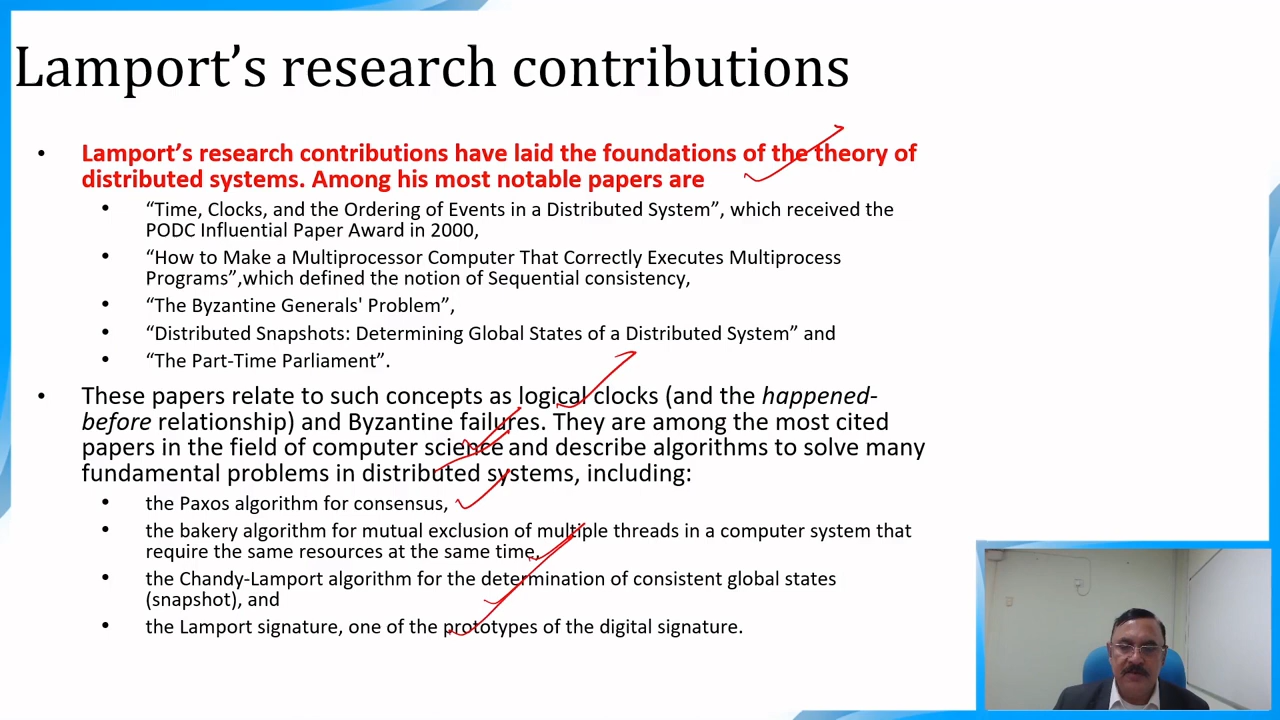 Lamport’s research contributions
• Lamport’s research contributions have laid the foundations of the theory of
distributed systems. Among his most notable papers are
• “Time, Clocks, and the Ordering of Events in a Distributed System”, which received the
PODC Influential Paper Award in 2000,
• “How to Make a Multiprocessor Computer That Correctly Executes Multiprocess
Programs”,which defined the notion of Sequential consistency,
• “The Byzantine Generals' Problem”,
• “Distributed Snapshots: Determining Global States of a Distributed System” and
• “The Part-Time Parliament”.
• These papers relate to such concepts as logical clocks (and the happened-
before relationship) and Byzantine failures. They are among the most cited
papers in the field of computer science and describe algorithms to solve many
fundamental problems in distributed systems, including:
• the Paxos algorithm for consensus,
• the bakery algorithm for mutual exclusion of multiple threads in a computer system that
require the same resources at the same time,
• the Chandy-Lamport algorithm for the determination of consistent global states
(snapshot), and
• the Lamport signature, one of the prototypes of the digital signature.